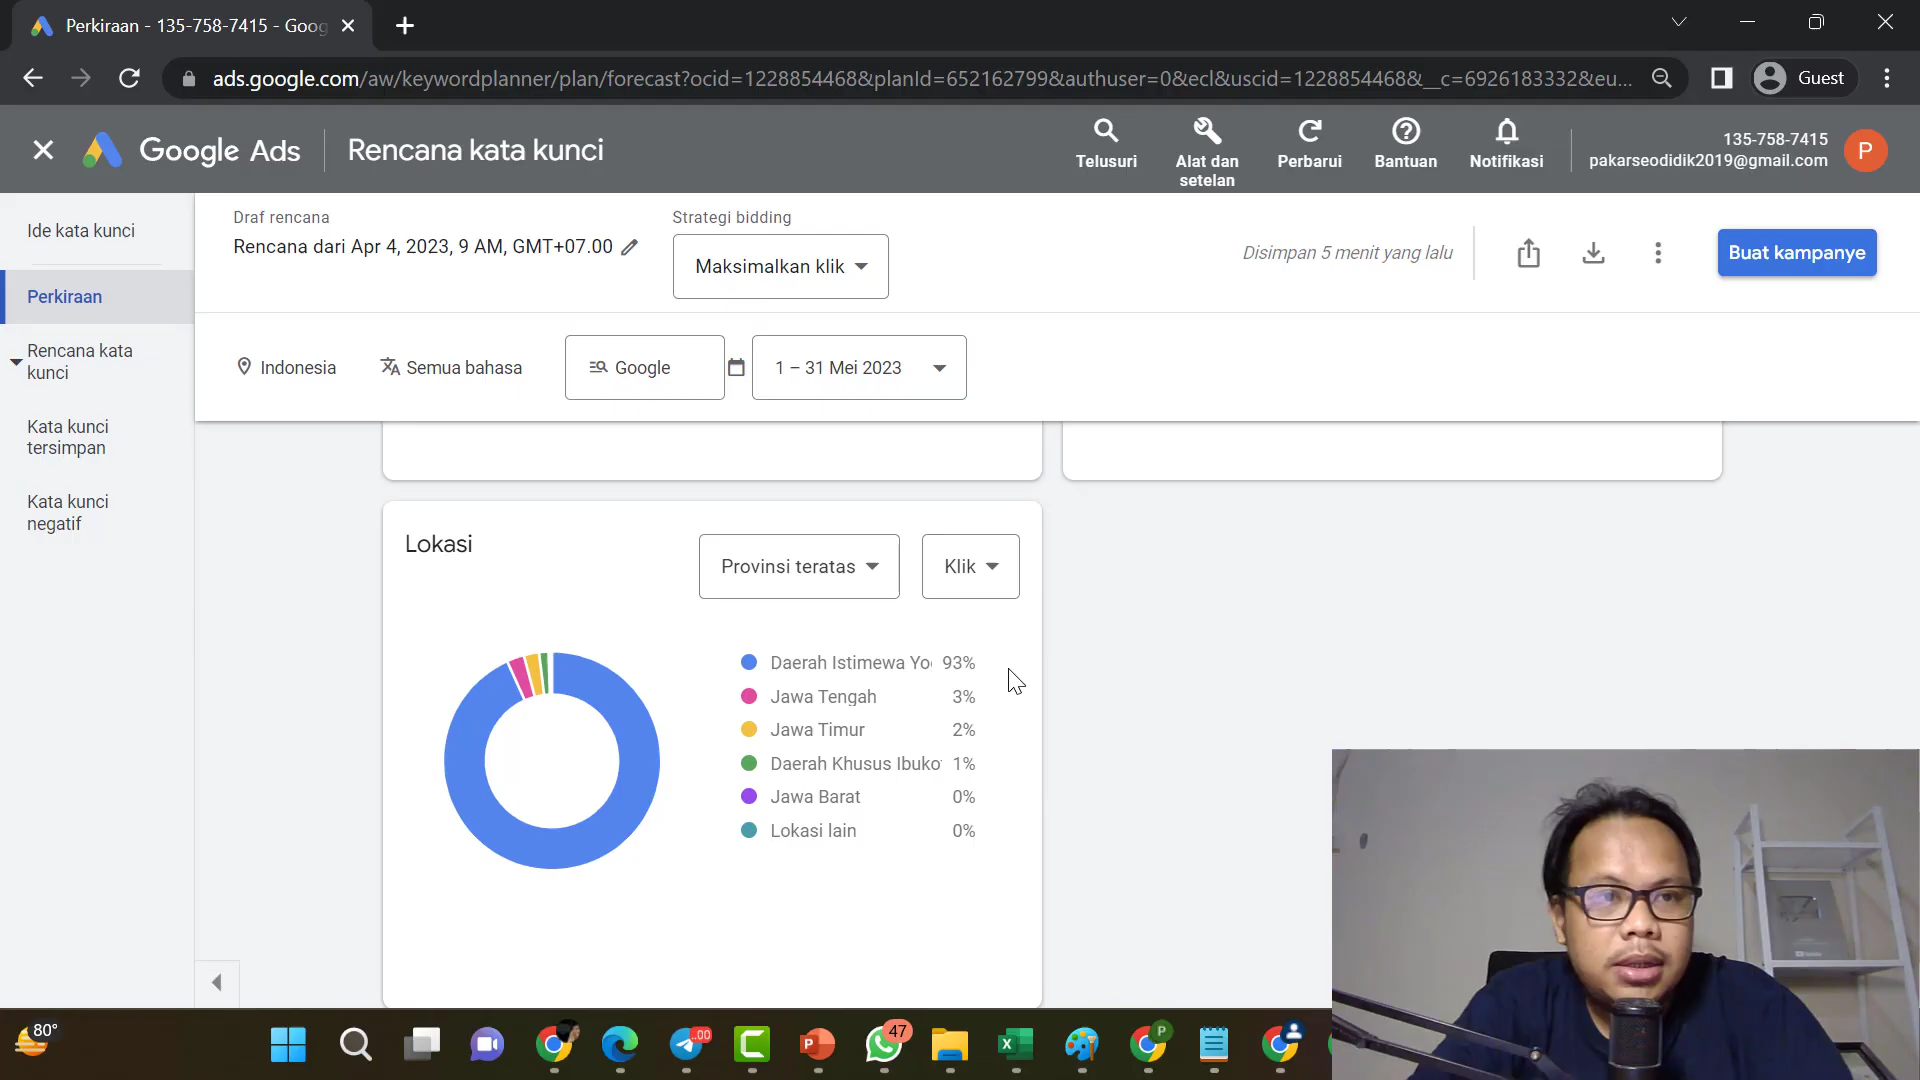 Perkiraan - 135-758-7415 - Goog
ads.google.com/aw/keywordplanner/plan/forecast?ocid=1228854468&planId=652162799&authuser=0&ecl&uscid=1228854468&__c=6926183332&eu...
Guest
Google Ads
Rencana kata kunci
Telusuri
Alat dan
setelan
Perbarui
Bantuan
Notifikasi
135-758-7415
pakarseodidik2019@gmail.com
P
Ide kata kunci
Perkiraan
Rencana kata
kunci
Kata kunci
tersimpan
Kata kunci
negatif
Draf rencana
Rencana dari Apr 4, 2023, 9 AM, GMT+07.00
Strategi bidding
Maksimalkan klik
Disimpan 5 menit yang lalu
Buat kampanye
Indonesia
Semua bahasa
Google
1 – 31 Mei 2023
Lokasi
Provinsi teratas
Klik
Daerah Istimewa Yo 93%
Jawa Tengah 3%
Jawa Timur 2%
Daerah Khusus Ibuko 1%
Jawa Barat 0%
Lokasi lain 0%
80°
.00
P
47
X
P